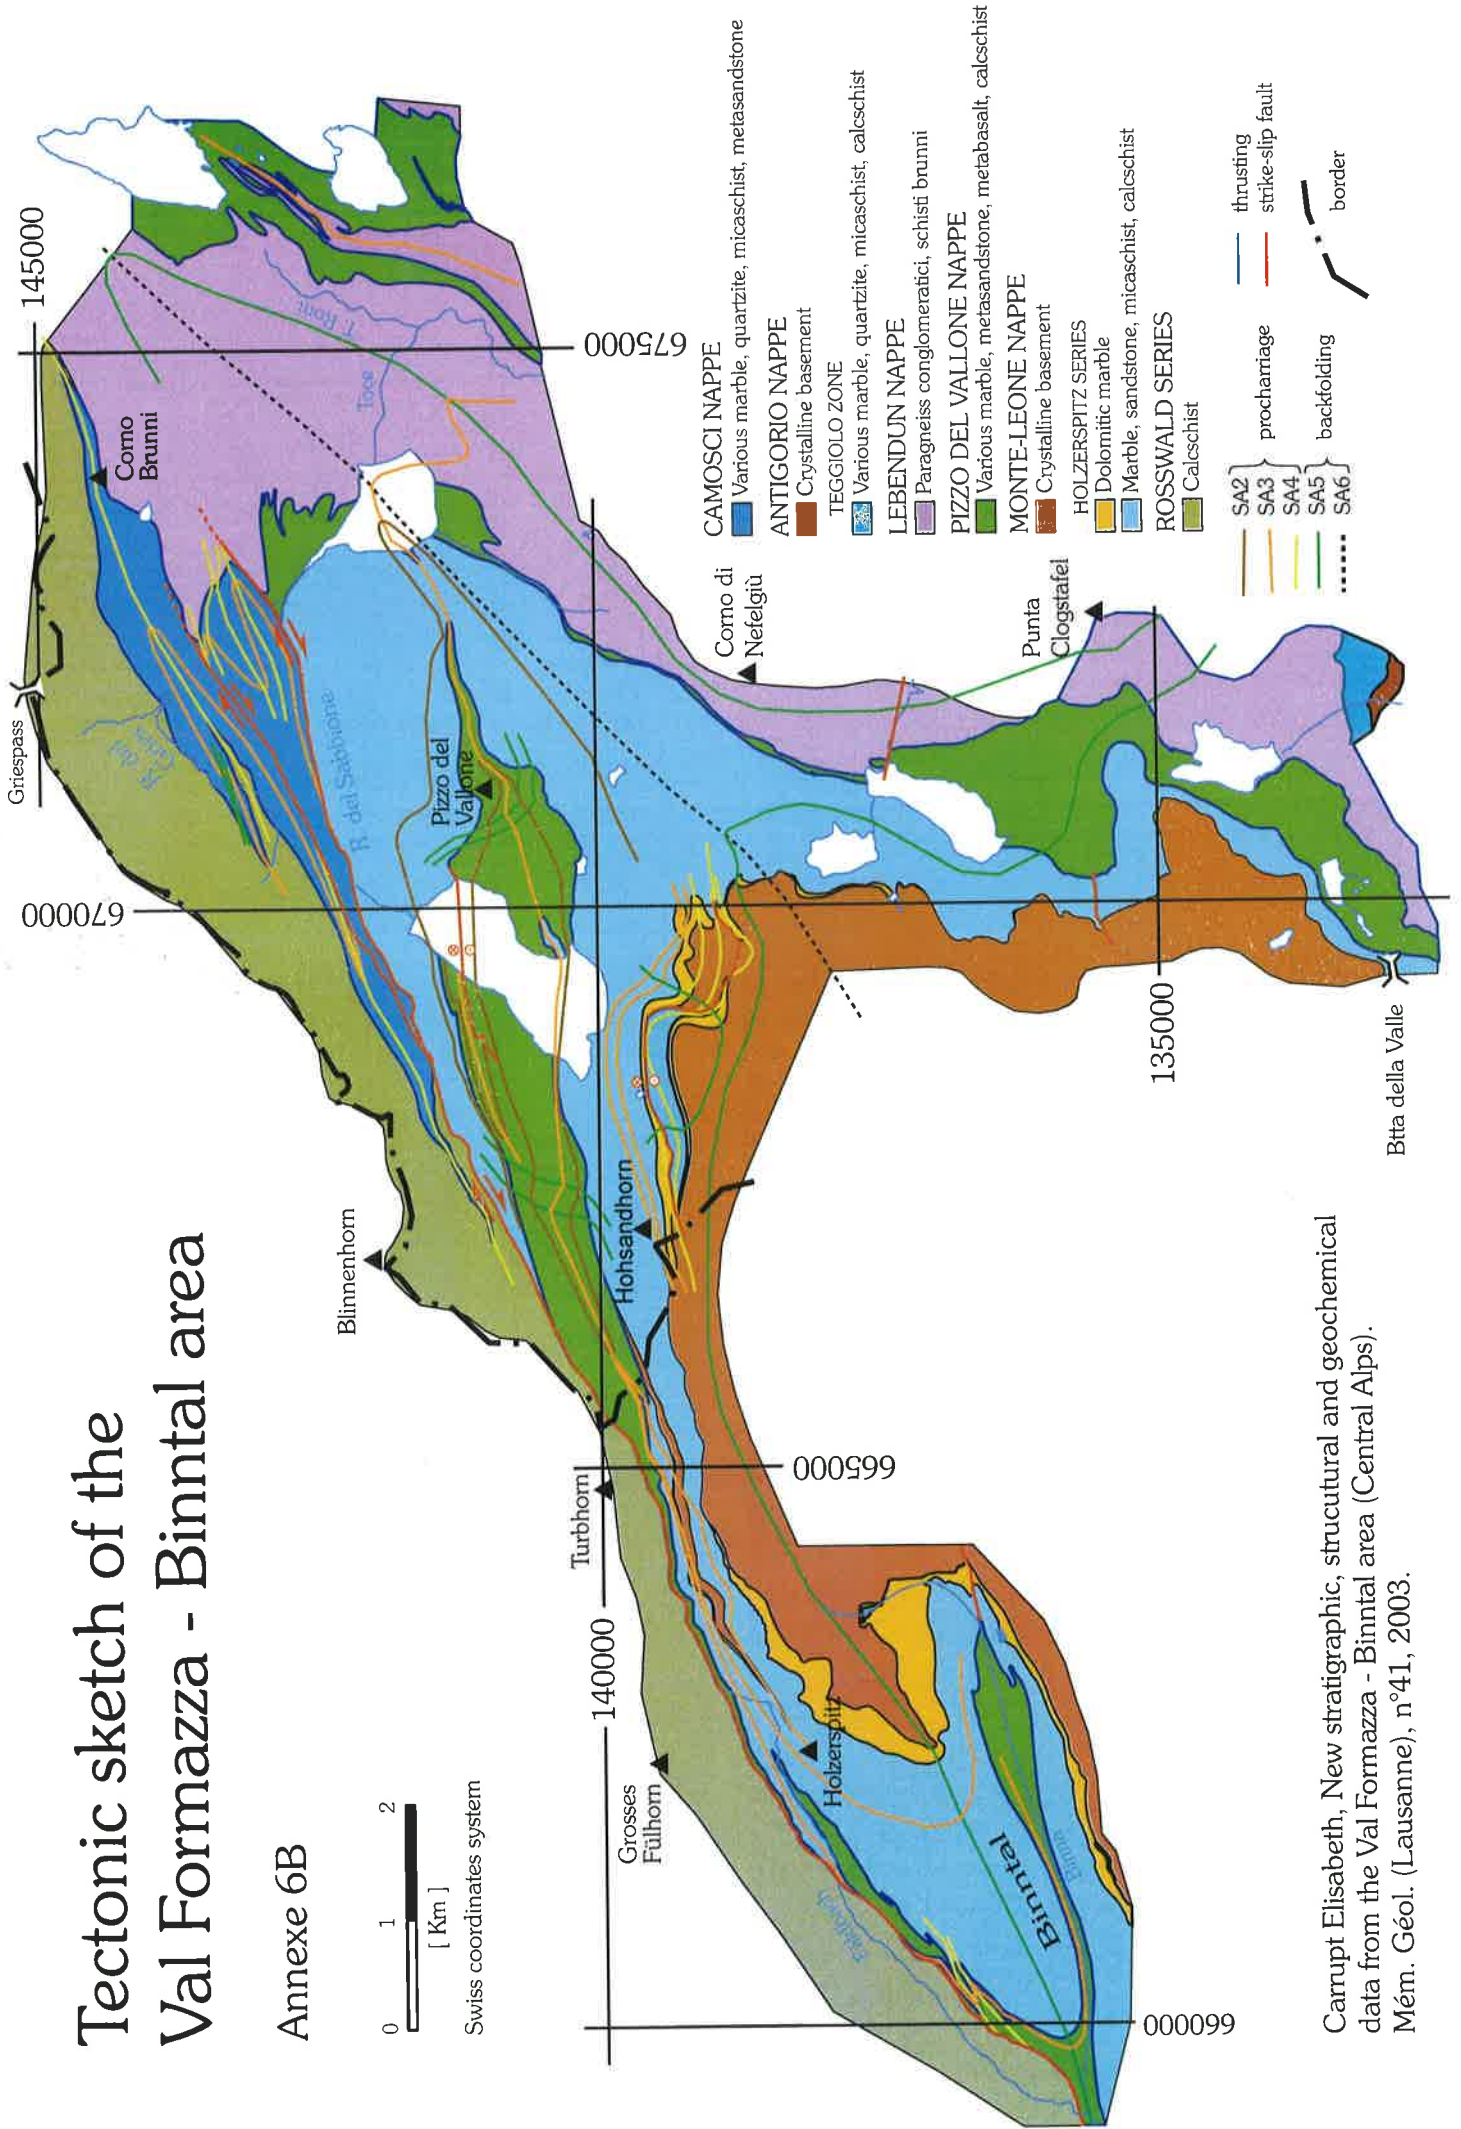 Tectonic sketch of the
Val Formazza - Binntal area
Annexe 6B
0 1 2
[ Km ]
Swiss coordinates system
Griespass
145000
Corno
Brunni
670000
675000
Blinnenhorn
R. del Sabbione
Pizzo del
Vallone
Toce
T. Roni
Turbhorn
Hohsandhorn
140000
665000
Grosses
Fülhorn
Holzerspitz
Binntal
Binna
660000
Corno di
Nefelgiù
Punta
Clogstafel
135000
Btta della Valle
CAMOSCI NAPPE
Various marble, quartzite, micaschist, metasandstone
ANTIGORIO NAPPE
Crystalline basement
TEGGIOLO ZONE
Various marble, quartzite, micaschist, calcschist
LEBENDUN NAPPE
Paragneiss conglomeratici, schisti brunni
PIZZO DEL VALLONE NAPPE
Various marble, metasandstone, metabasalt, calcschist
MONTE-LEONE NAPPE
Crystalline basement
HOLZERSPITZ SERIES
Dolomitic marble
Marble, sandstone, micaschist, calcschist
ROSSWALD SERIES
Calcschist
SA2
SA3
SA4
SA5
SA6
procharriage
backfolding
thrusting
strike-slip fault
border
Carrupt Elisabeth, New stratigraphic, strucutural and geochemical
data from the Val Formazza - Binntal area (Central Alps).
Mém. Géol. (Lausanne), n°41, 2003.